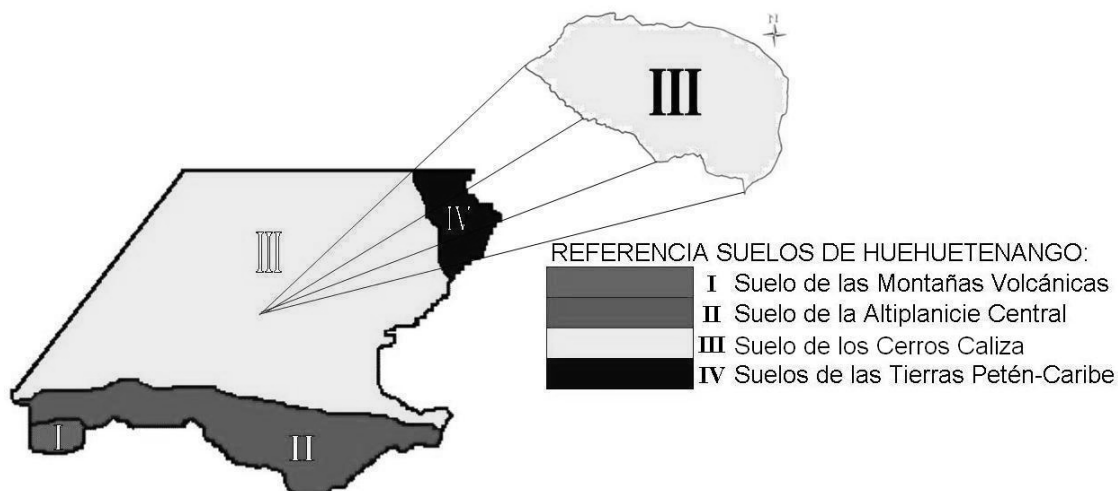 N
III
III
IV
REFERENCIA SUELOS DE HUEHUETENANGO:
I Suelo de las Montañas Volcánicas
II Suelo de la Altiplanicie Central
III Suelo de los Cerros Caliza
IV Suelos de las Tierras Petén-Caribe
I
II